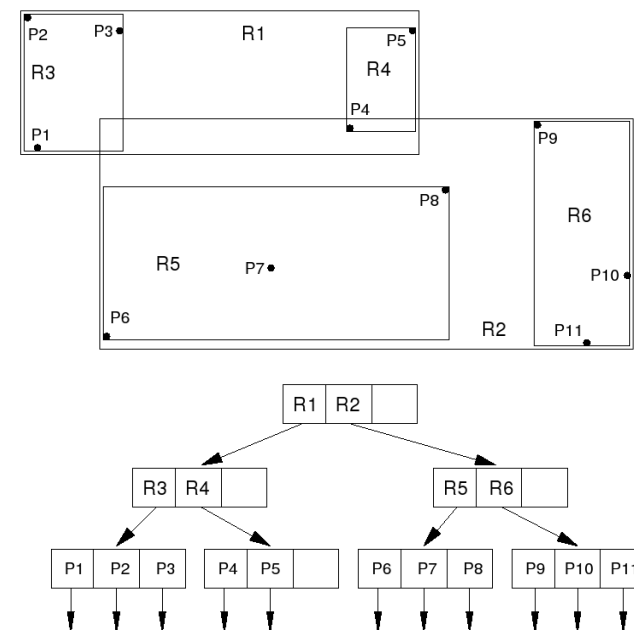 P2 P3 R1 P5
R3 R4
P4
P1 P9
P8
R6
R5 P7 P10
P6
R2 P11
R1 R2
R3 R4 R5 R6
P1 P2 P3 P4 P5 P6 P7 P8 P9 P10 P11